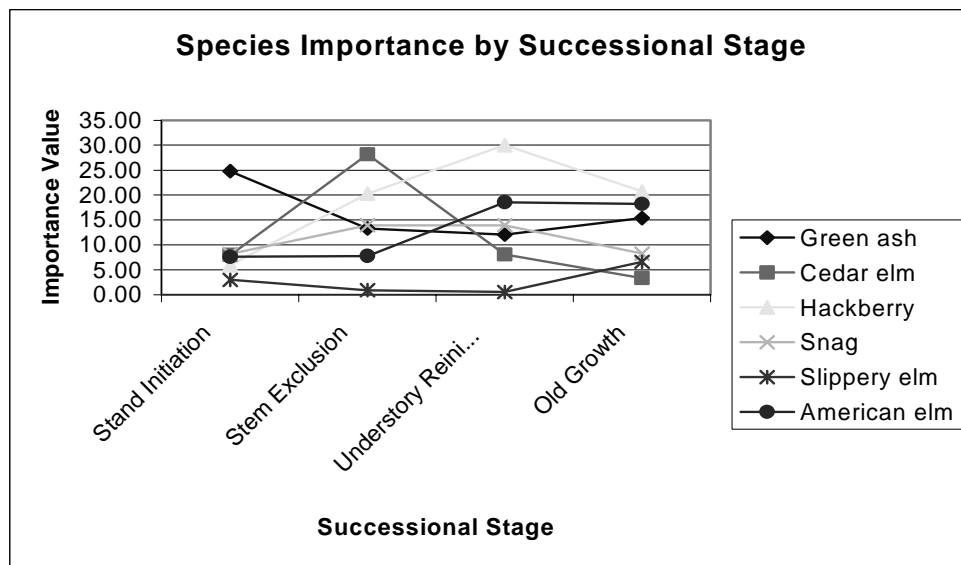 Species Importance by Successional Stage
Importance Value
35.00
30.00
25.00
20.00
15.00
10.00
5.00
0.00
Stand Initiation
Stem Exclusion
Understory Reini...
Old Growth
Successional Stage
Green ash
Cedar elm
Hackberry
Snag
Slippery elm
American elm